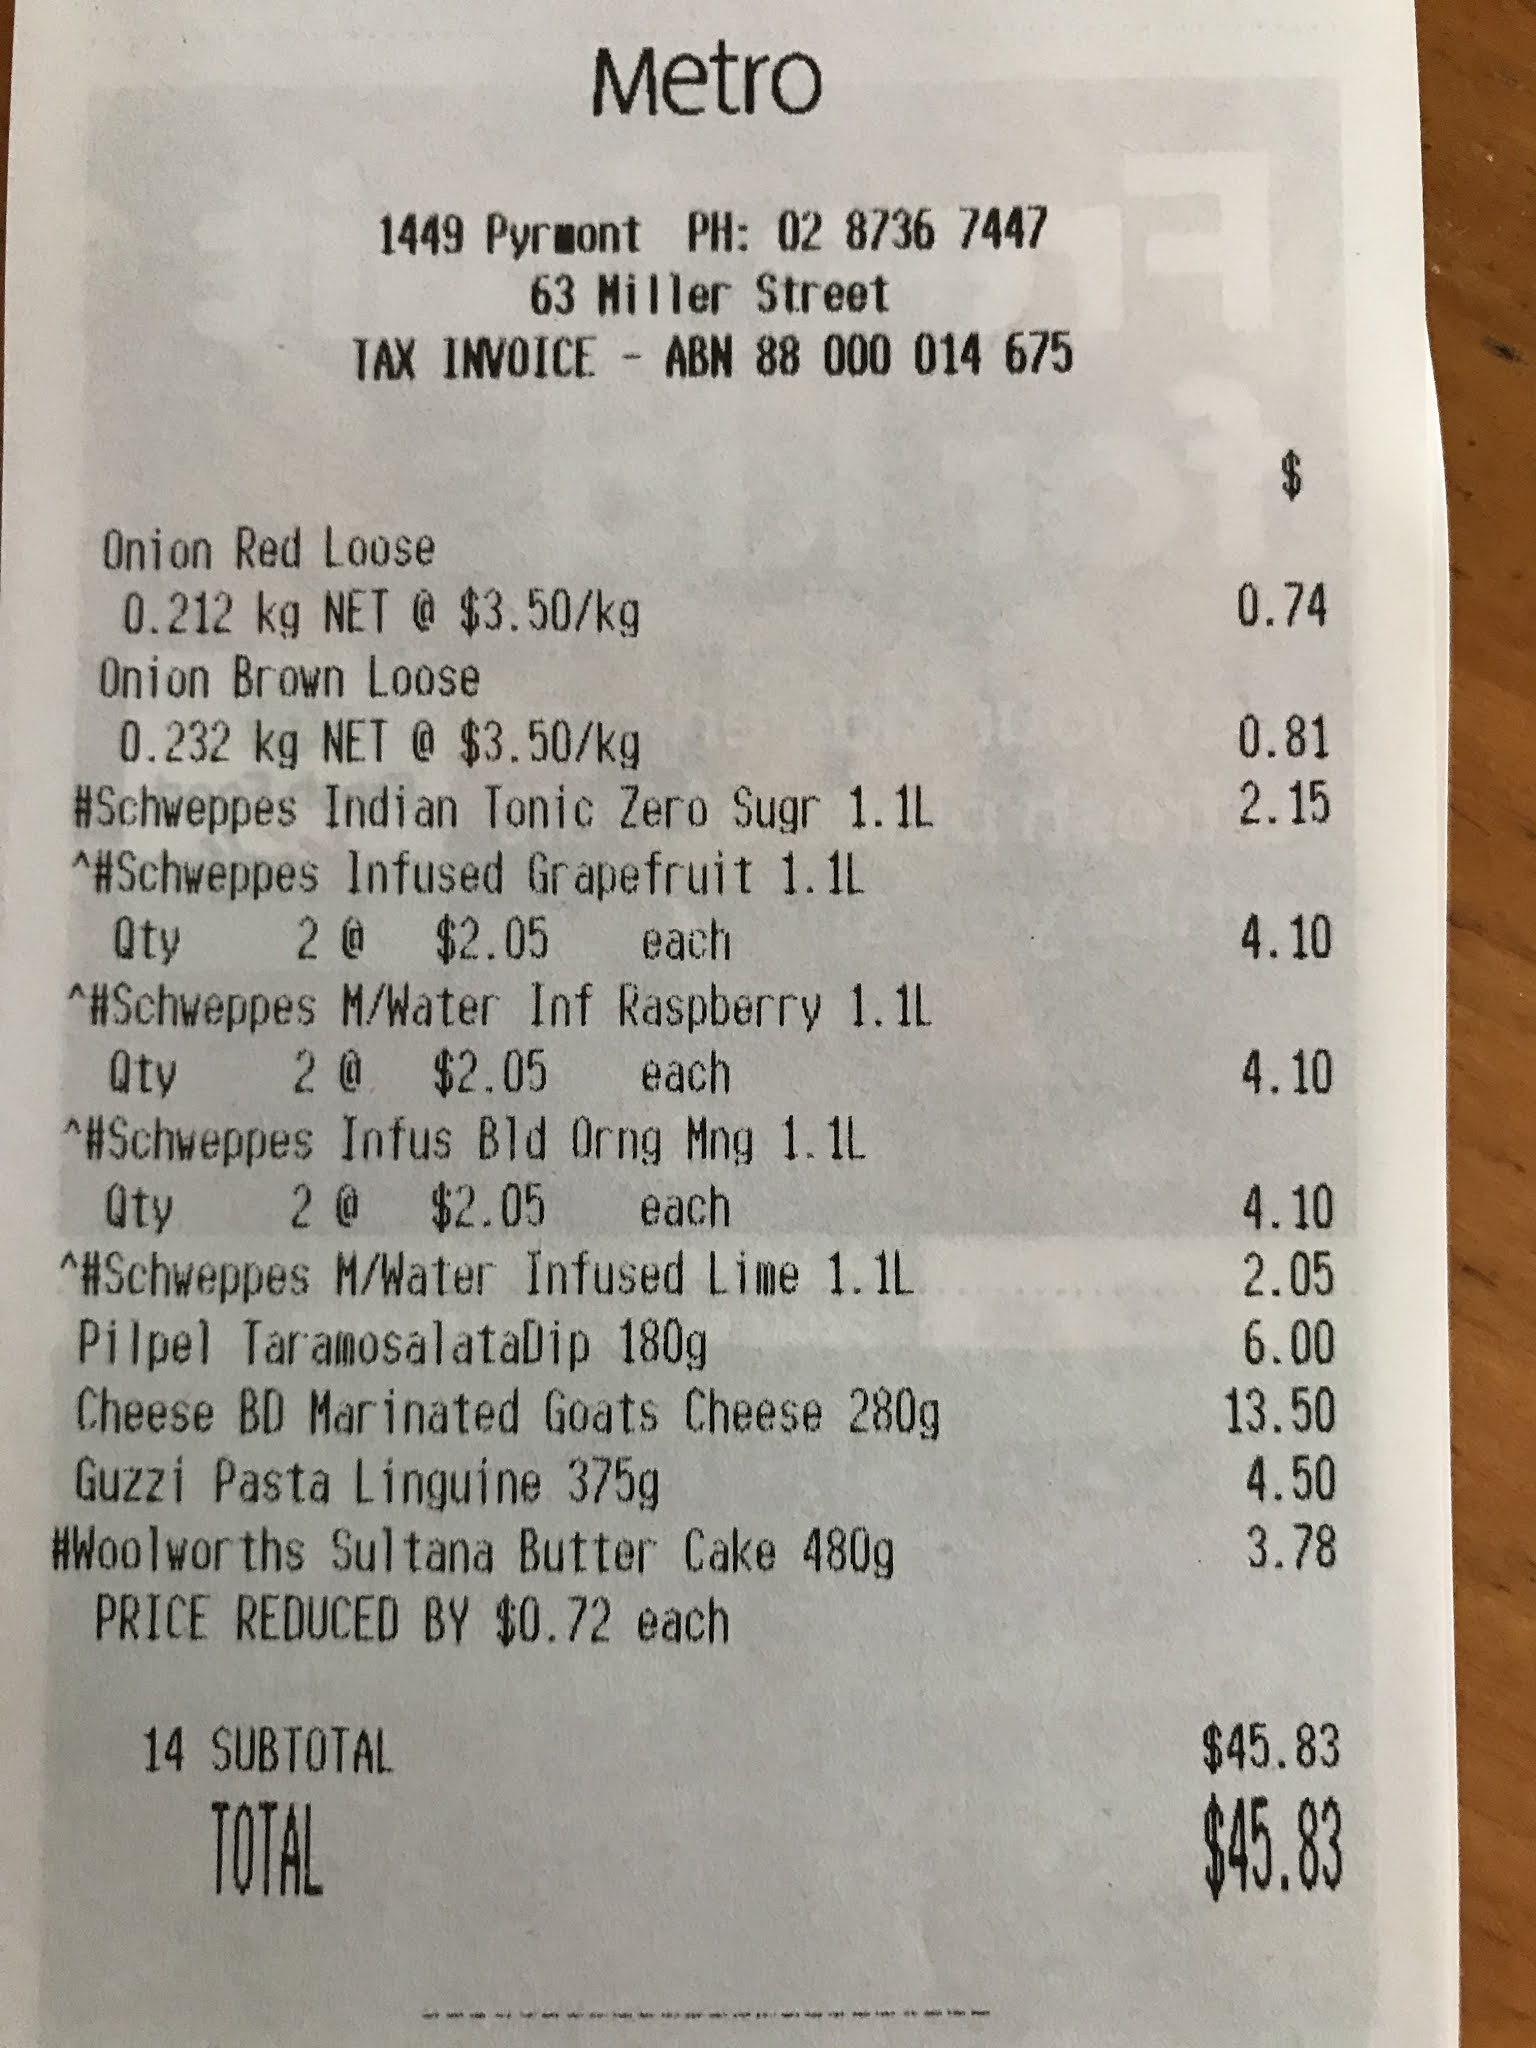 Metro
1449 Pyrmont PH: 02 8736 7447
63 Miller Street
TAX INVOICE - ABN 88 000 014 675
$
Onion Red Loose
0.212 kg NET @ $3.50/kg 0.74
Onion Brown Loose
0.232 kg NET @ $3.50/kg 0.81
#Schweppes Indian Tonic Zero Sugr 1.1L 2.15
^#Schweppes Infused Grapefruit 1.1L
Qty 2 @ $2.05 each 4.10
^#Schweppes M/Water Inf Raspberry 1.1L
Qty 2 @ $2.05 each 4.10
^#Schweppes Infus Bld Orng Mng 1.1L
Qty 2 @ $2.05 each 4.10
^#Schweppes M/Water Infused Lime 1.1L 2.05
Pilpel TaramosalataDip 180g 6.00
Cheese BD Marinated Goats Cheese 280g 13.50
Guzzi Pasta Linguine 375g 4.50
#Woolworths Sultana Butter Cake 480g 3.78
PRICE REDUCED BY $0.72 each
14 SUBTOTAL $45.83
TOTAL $45.83